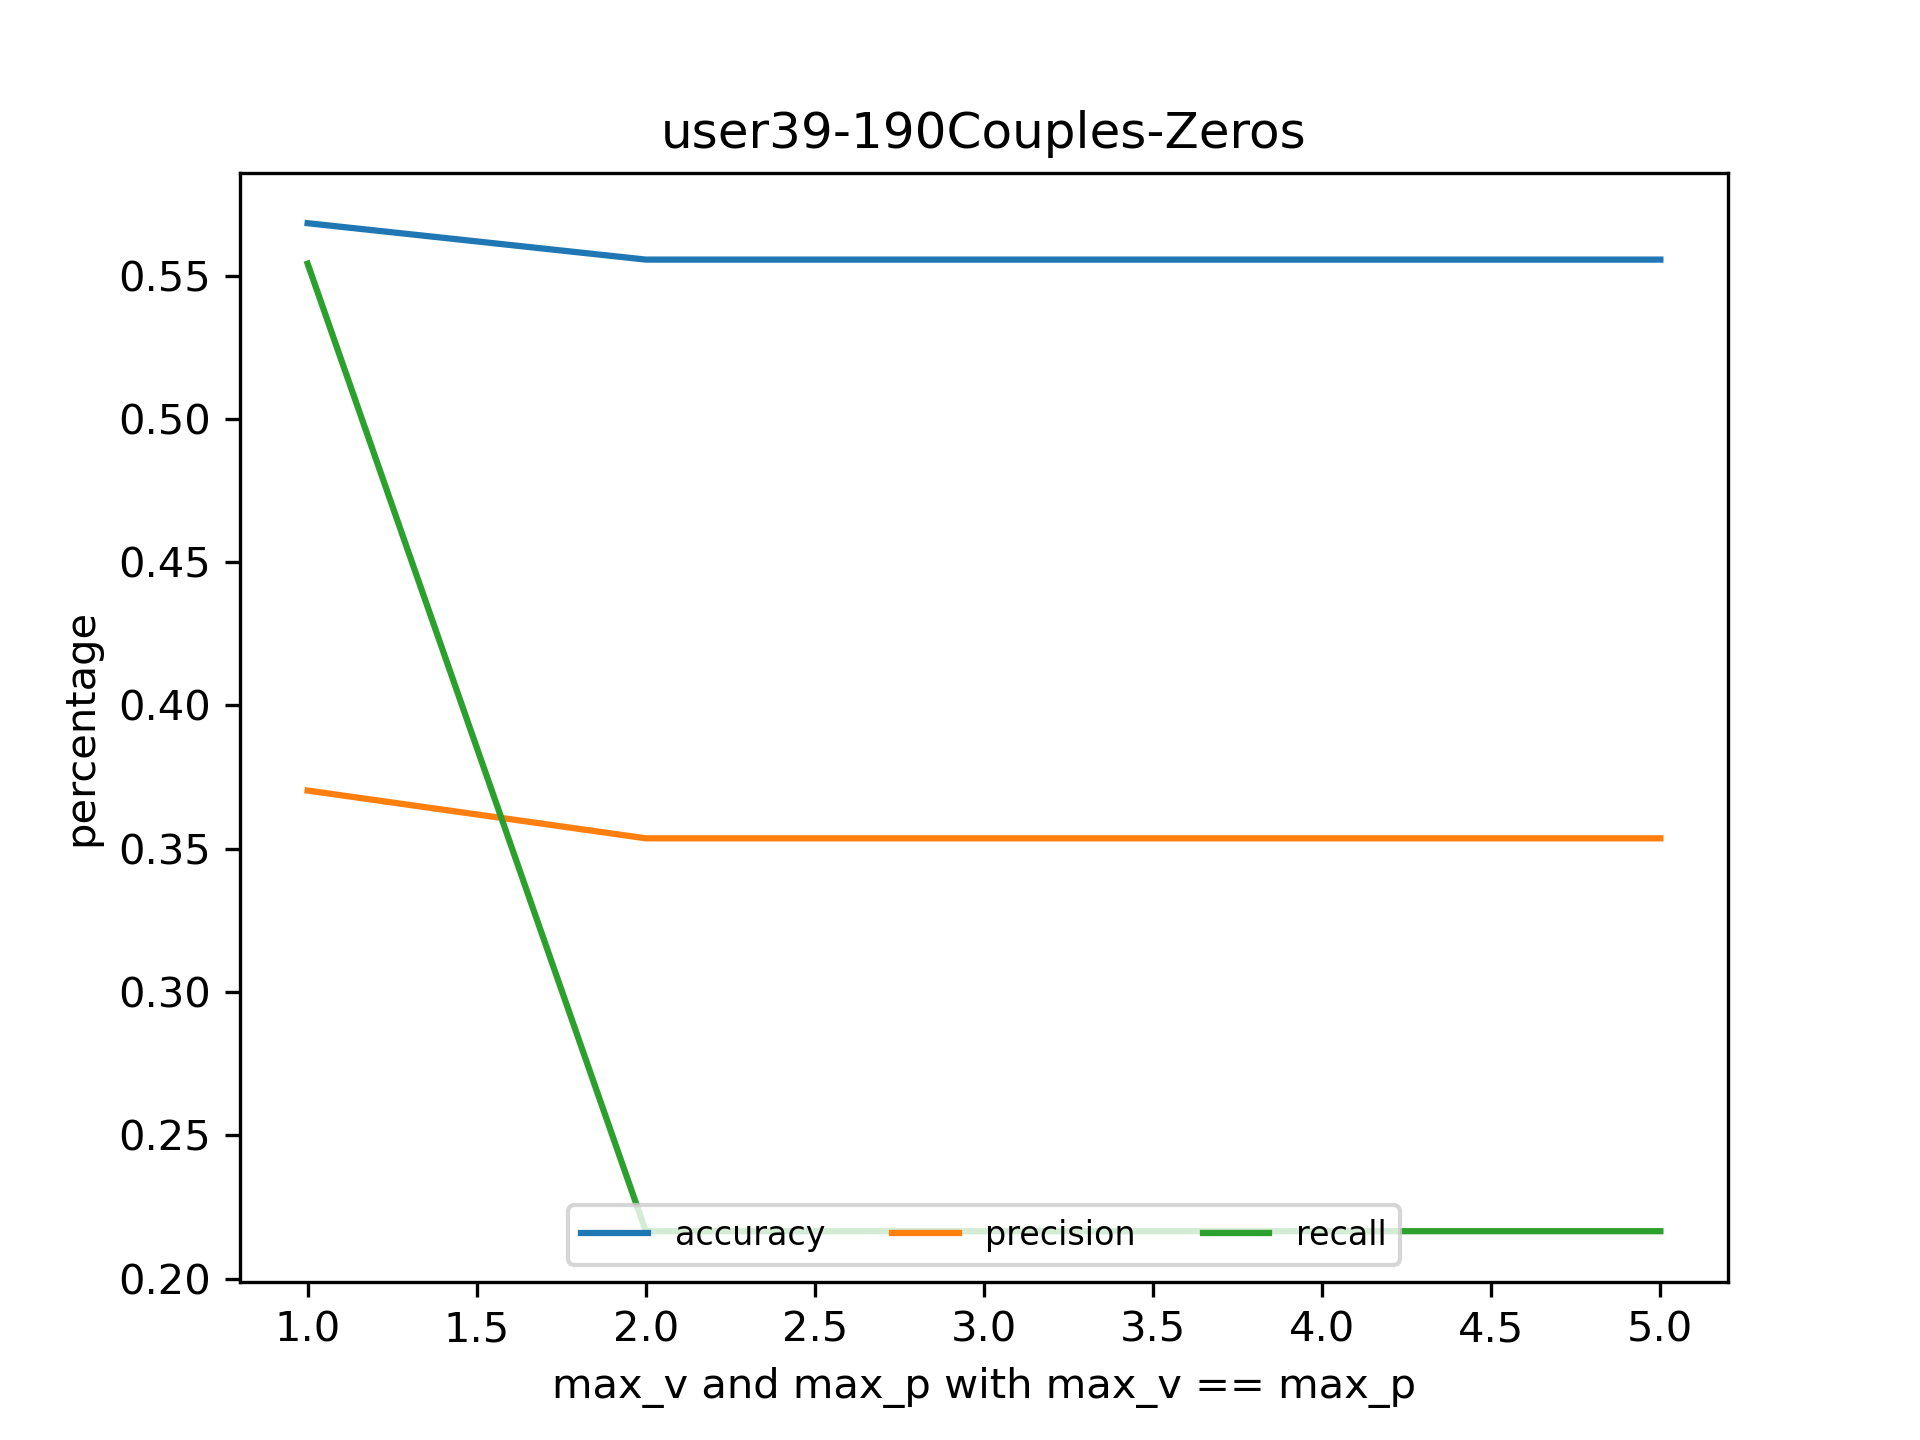 user39-190Couples-Zeros
percentage
0.55
0.50
0.45
0.40
0.35
0.30
0.25
0.20
accuracy precision recall
1.0 1.5 2.0 2.5 3.0 3.5 4.0 4.5 5.0
max_v and max_p with max_v == max_p